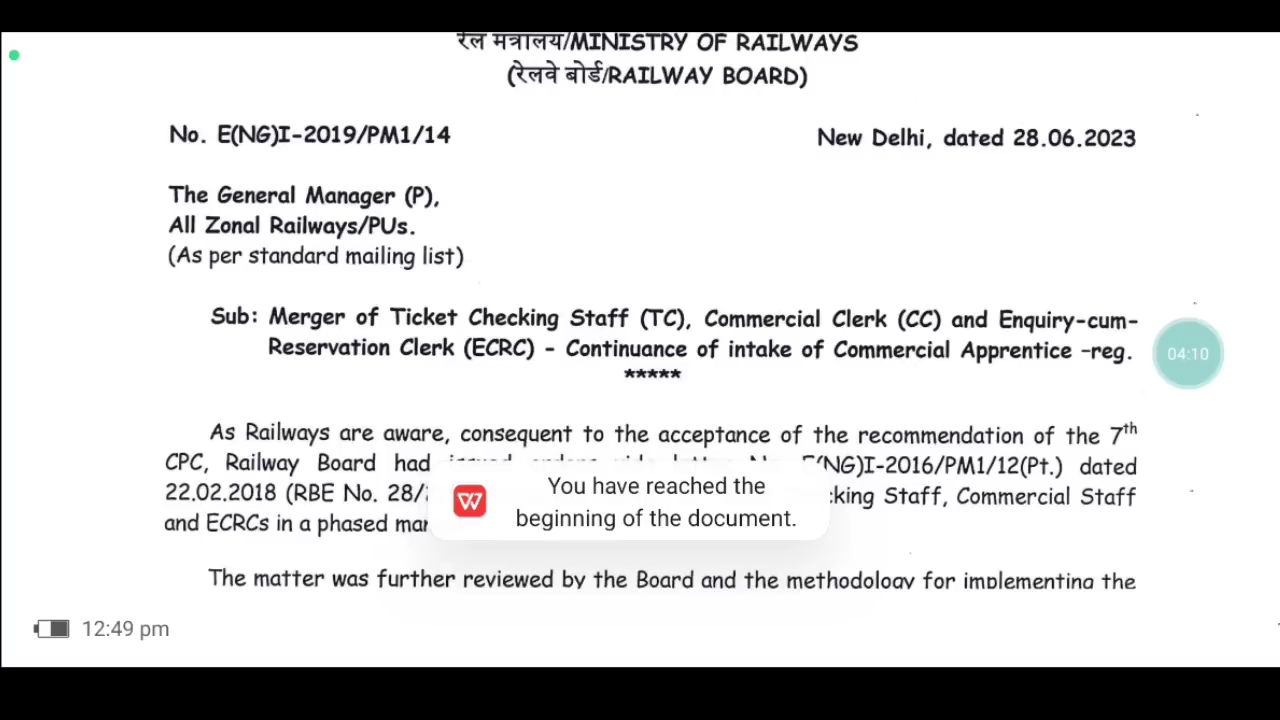 रेल मंत्रालय/MINISTRY OF RAILWAYS
(रेलवे बोर्ड/RAILWAY BOARD)
No. E(NG)I-2019/PM1/14
New Delhi, dated 28.06.2023
The General Manager (P),
All Zonal Railways/PUs.
(As per standard mailing list)
Sub: Merger of Ticket Checking Staff (TC), Commercial Clerk (CC) and Enquiry-cum-
Reservation Clerk (ECRC) - Continuance of intake of Commercial Apprentice -reg.
*****
04:10
As Railways are aware, consequent to the acceptance of the recommendation of the 7th
CPC, Railway Board had E(NG)I-2016/PM1/12(Pt.) dated
22.02.2018 (RBE No. 28/ king Staff, Commercial Staff
and ECRCs in a phased
You have reached the
beginning of the document.
The matter was further reviewed by the Board and the methodology for implementing the
12:49 pm